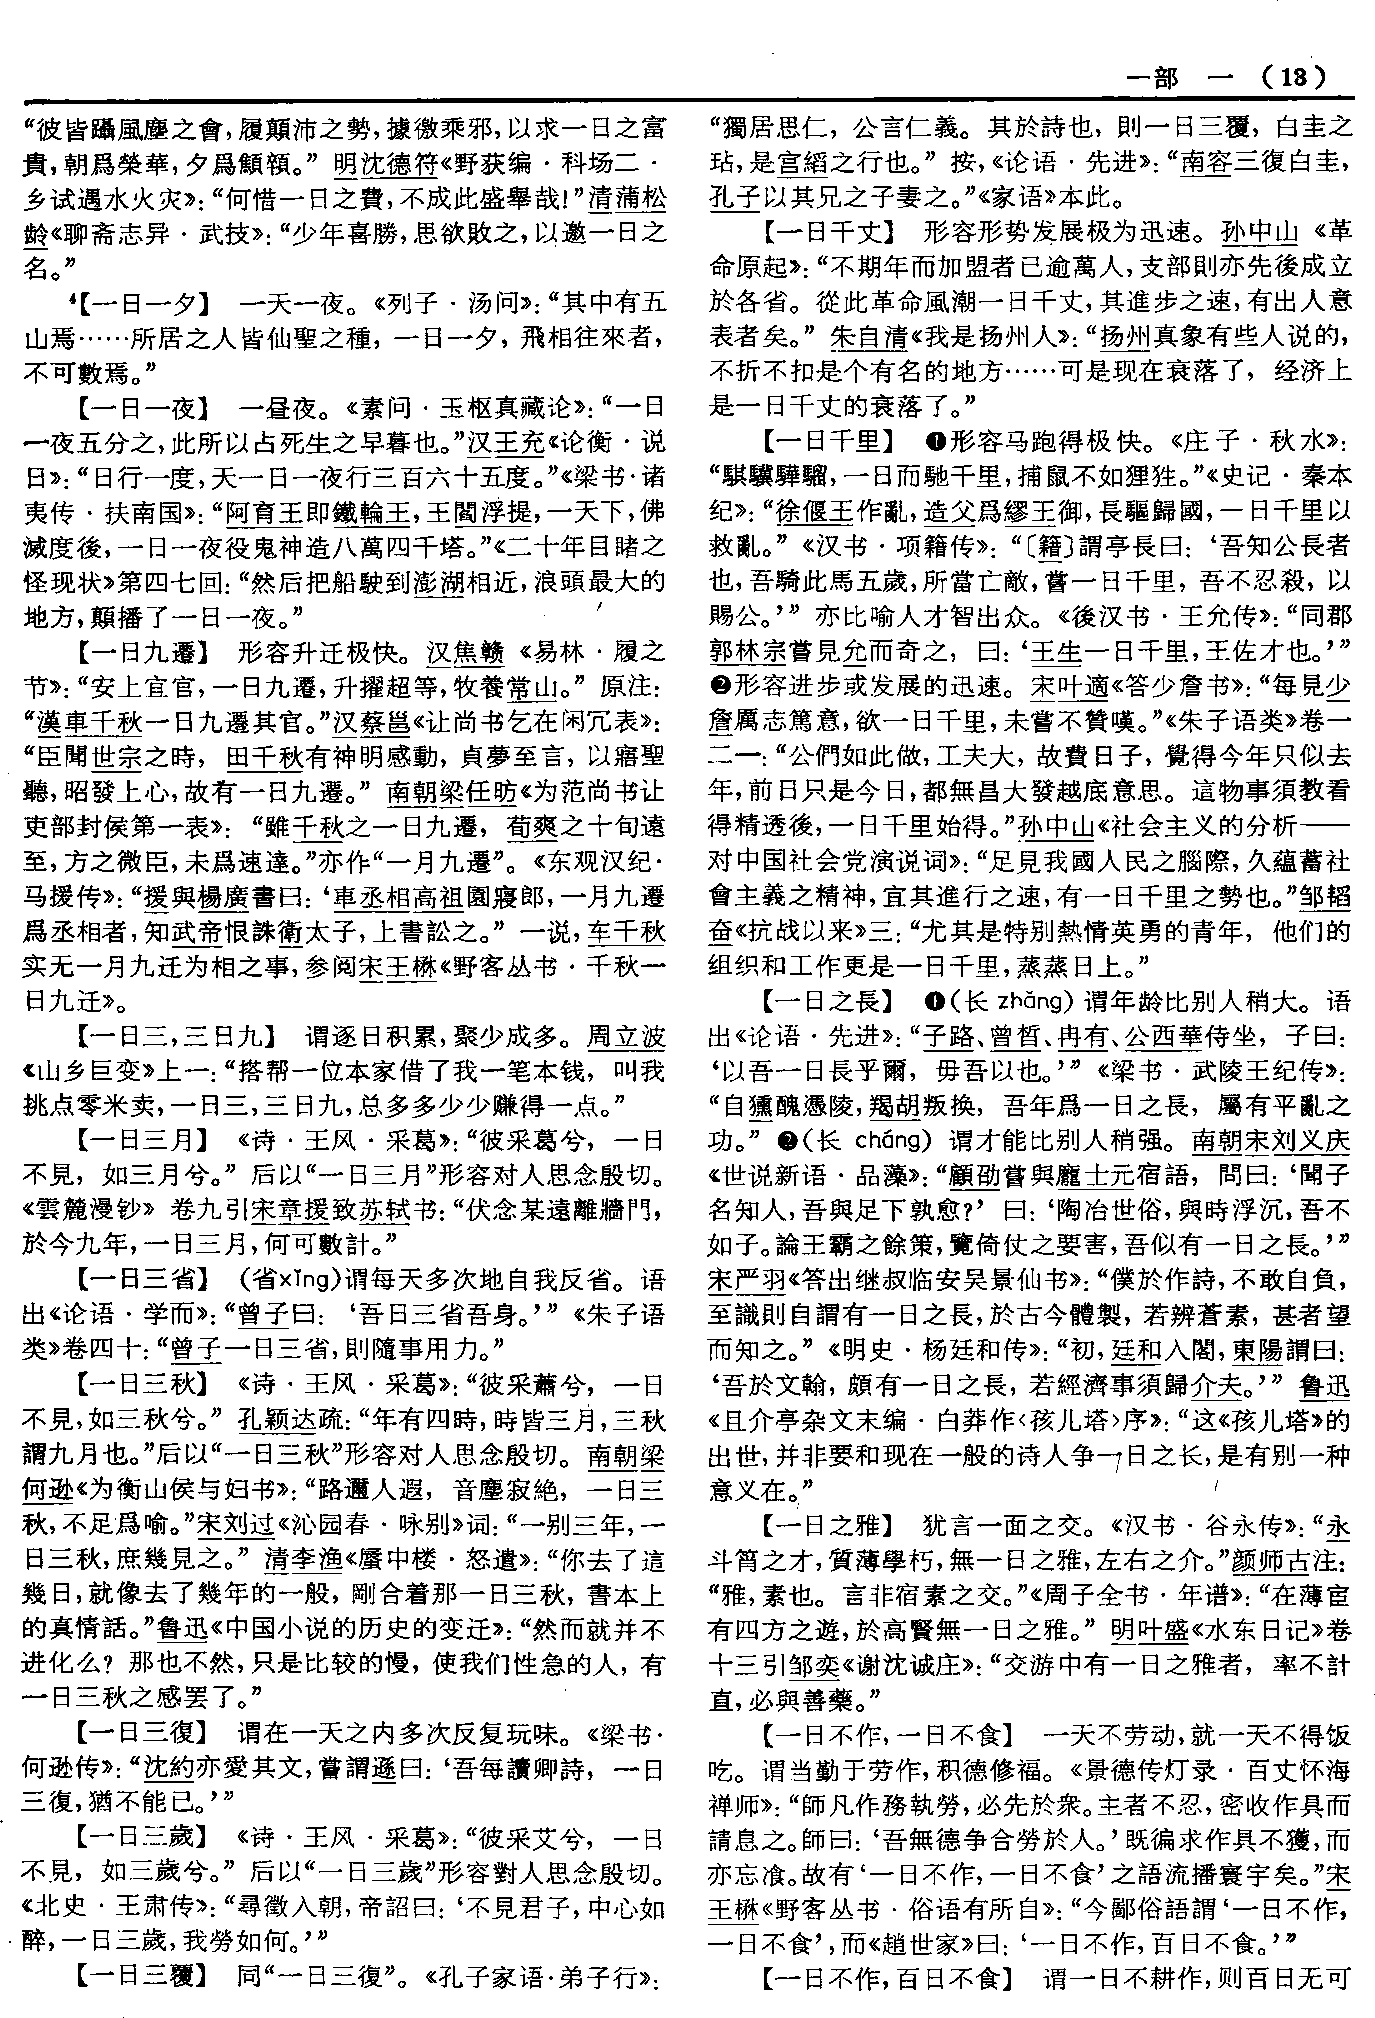 一部 一 (13)
“彼皆躡風塵之會，履顛沛之勢，據徼乘邪，以求一日之富
貴，朝爲榮華，夕爲顦顇。” 明沈德符《野获编·科场二·
乡试遇水火灾》：“何惜一日之費，不成此盛舉哉！”清蒲松
龄《聊斋志异·武技》：“少年喜勝，思欲敗之，以邀一日之
名。”
【一日一夕】 一天一夜。《列子·汤问》：“其中有五
山焉……所居之人皆仙聖之種，一日一夕，飛相往來者，
不可數焉。”
【一日一夜】 一昼夜。《素问·玉枢真藏论》：“一日
一夜五分之，此所以占死生之早暮也。”汉王充《论衡·说
日》：“日行一度，天一日一夜行三百六十五度。”《梁书·诸
夷传·扶南国》：“阿育王即鐵輪王，王閻浮提，一天下，佛
滅度後，一日一夜役鬼神造八萬四千塔。”《二十年目睹之
怪现状》第四七回：“然后把船駛到澎湖相近，浪頭最大的
地方，顛播了一日一夜。”
【一日九遷】 形容升迁极快。汉焦赣《易林·履之
节》：“安上宜官，一日九遷，升擢超等，牧養常山。” 原注：
“漢車千秋一日九遷其官。”汉蔡邕《让尚书乞在闲冗表》：
“臣聞世宗之時，田千秋有神明感動，貞夢至言，以寤聖
聽，昭發上心，故有一日九遷。” 南朝梁任昉《为范尚书让
吏部封侯第一表》：“雖千秋之一日九遷，荀爽之十旬遠
至，方之微臣，未爲速達。”亦作“一月九遷”。《东观汉纪·
马援传》：“援與楊廣書曰：‘車丞相高祖園寢郎，一月九遷
爲丞相者，知武帝恨誅衛太子，上書訟之。” 一说，车千秋
实无一月九迁为相之事，参阅宋王楙《野客丛书·千秋一
日九迁》。
【一日三，三日九】 谓逐日积累，聚少成多。周立波
《山乡巨变》上一：“搭帮一位本家借了我一笔本钱，叫我
挑点零米卖，一日三，三日九，总多多少少赚得一点。”
【一日三月】 《诗·王风·采葛》：“彼采葛兮，一日
不見，如三月兮。” 后以“一日三月”形容对人思念殷切。
《雲麓漫钞》卷九引宋章援致苏轼书：“伏念某遠離牆門，
於今九年，一日三月，何可數計。”
【一日三省】 (省xǐng)谓每天多次地自我反省。语
出《论语·学而》：“曾子曰：‘吾日三省吾身。’” 《朱子语
类》卷四十：“曾子一日三省，則隨事用力。”
【一日三秋】 《诗·王风·采葛》：“彼采蕭兮，一日
不見，如三秋兮。” 孔颖达疏：“年有四時，時皆三月，三秋
謂九月也。”后以“一日三秋”形容对人思念殷切。南朝梁
何逊《为衡山侯与妇书》：“路邇人遐，音塵寂絶，一日三
秋，不足爲喻。”宋刘过《沁园春·咏别》词：“一别三年，一
日三秋，庶幾見之。” 清李渔《蜃中楼·怒遣》：“你去了這
幾日，就像去了幾年的一般，剛合着那一日三秋，書本上
的真情話。”鲁迅《中国小说的历史的变迁》：“然而就并不
进化么？那也不然，只是比较的慢，使我们性急的人，有
一日三秋之感罢了。”
【一日三復】 谓在一天之内多次反复玩味。《梁书·
何逊传》：“沈約亦愛其文，嘗謂遜曰：‘吾每讀卿詩，一日
三復，猶不能已。’”
【一日三歲】 《诗·王风·采葛》：“彼采艾兮，一日
不見，如三歲兮。” 后以“一日三歲”形容對人思念殷切。
《北史·王肃传》：“尋徵入朝，帝詔曰：‘不見君子，中心如
醉，一日三歲，我勞如何。’”
【一日三覆】 同“一日三復”。《孔子家语·弟子行》：
“獨居思仁，公言仁義。其於詩也，則一日三覆，白圭之
玷，是宫縚之行也。” 按，《论语·先进》：“南容三復白圭，
孔子以其兄之子妻之。”《家语》本此。
【一日千丈】 形容形势发展极为迅速。孙中山《革
命原起》：“不期年而加盟者已逾萬人，支部則亦先後成立
於各省。從此革命風潮一日千丈，其進步之速，有出人意
表者矣。” 朱自清《我是扬州人》：“扬州真象有些人说的，
不折不扣是个有名的地方……可是现在衰落了，经济上
是一日千丈的衰落了。”
【一日千里】 ❶形容马跑得极快。《庄子·秋水》：
“騏驥驊騮，一日而馳千里，捕鼠不如狸狌。”《史记·秦本
纪》：“徐偃王作亂，造父爲繆王御，長驅歸國，一日千里以
救亂。” 《汉书·项籍传》：“〔籍〕謂亭長曰：‘吾知公長者
也，吾騎此馬五歲，所當亡敵，嘗一日千里，吾不忍殺，以
賜公。’” 亦比喻人才智出众。《後汉书·王允传》：“同郡
郭林宗嘗見允而奇之，曰：‘王生一日千里，王佐才也。’”
❷形容进步或发展的迅速。宋叶適《答少詹书》：“每見少
詹厲志篤意，欲一日千里，未嘗不贊嘆。”《朱子语类》卷一
二一：“公們如此做，工夫大，故費日子，覺得今年只似去
年，前日只是今日，都無昌大發越底意思。這物事須教看
得精透後，一日千里始得。”孙中山《社会主义的分析——
对中国社会党演说词》：“足見我國人民之腦際，久蘊蓄社
會主義之精神，宜其進行之速，有一日千里之勢也。”邹韬
奋《抗战以来》三：“尤其是特别熱情英勇的青年，他们的
组织和工作更是一日千里，蒸蒸日上。”
【一日之長】 ❶(长 zhǎng) 谓年龄比别人稍大。语
出《论语·先进》：“子路、曾皙、冉有、公西華侍坐，子曰：
‘以吾一日長乎爾，毋吾以也。’” 《梁书·武陵王纪传》：
“自獯醜憑陵，羯胡叛换，吾年爲一日之長，屬有平亂之
功。” ❷(长 cháng) 谓才能比别人稍强。南朝宋刘义庆
《世说新语·品藻》：“顧劭嘗與龐士元宿語，問曰：‘聞子
名知人，吾與足下孰愈？’ 曰：‘陶冶世俗，與時浮沉，吾不
如子。論王霸之餘策，覽倚仗之要害，吾似有一日之長。’”
宋严羽《答出继叔临安吴景仙书》：“僕於作詩，不敢自負，
至識則自謂有一日之長，於古今體製，若辨蒼素，甚者望
而知之。” 《明史·杨廷和传》：“初，廷和入閣，東陽謂曰：
‘吾於文翰，頗有一日之長，若經濟事須歸介夫。’” 鲁迅
《且介亭杂文末编·白莽作〈孩儿塔〉序》：“这《孩儿塔》的
出世，并非要和现在一般的诗人争一日之长，是有别一种
意义在。”
【一日之雅】 犹言一面之交。《汉书·谷永传》：“永
斗筲之才，質薄學朽，無一日之雅，左右之介。”颜师古注：
“雅，素也。言非宿素之交。”《周子全书·年谱》：“在薄宦
有四方之遊，於高賢無一日之雅。” 明叶盛《水东日记》卷
十三引邹奕《谢沈诚庄》：“交游中有一日之雅者，率不計
直，必與善藥。”
【一日不作，一日不食】 一天不劳动，就一天不得饭
吃。谓当勤于劳作，积德修福。《景德传灯录·百丈怀海
禅师》：“師凡作務執勞，必先於衆。主者不忍，密收作具而
請息之。師曰：‘吾無德争合勞於人。’既徧求作具不獲，而
亦忘飡。故有‘一日不作，一日不食’之語流播寰宇矣。”宋
王楙《野客丛书·俗语有所自》：“今鄙俗語謂‘一日不作，
一日不食’，而《趙世家》曰：‘一日不作，百日不食。’”
【一日不作，百日不食】 谓一日不耕作，则百日无可